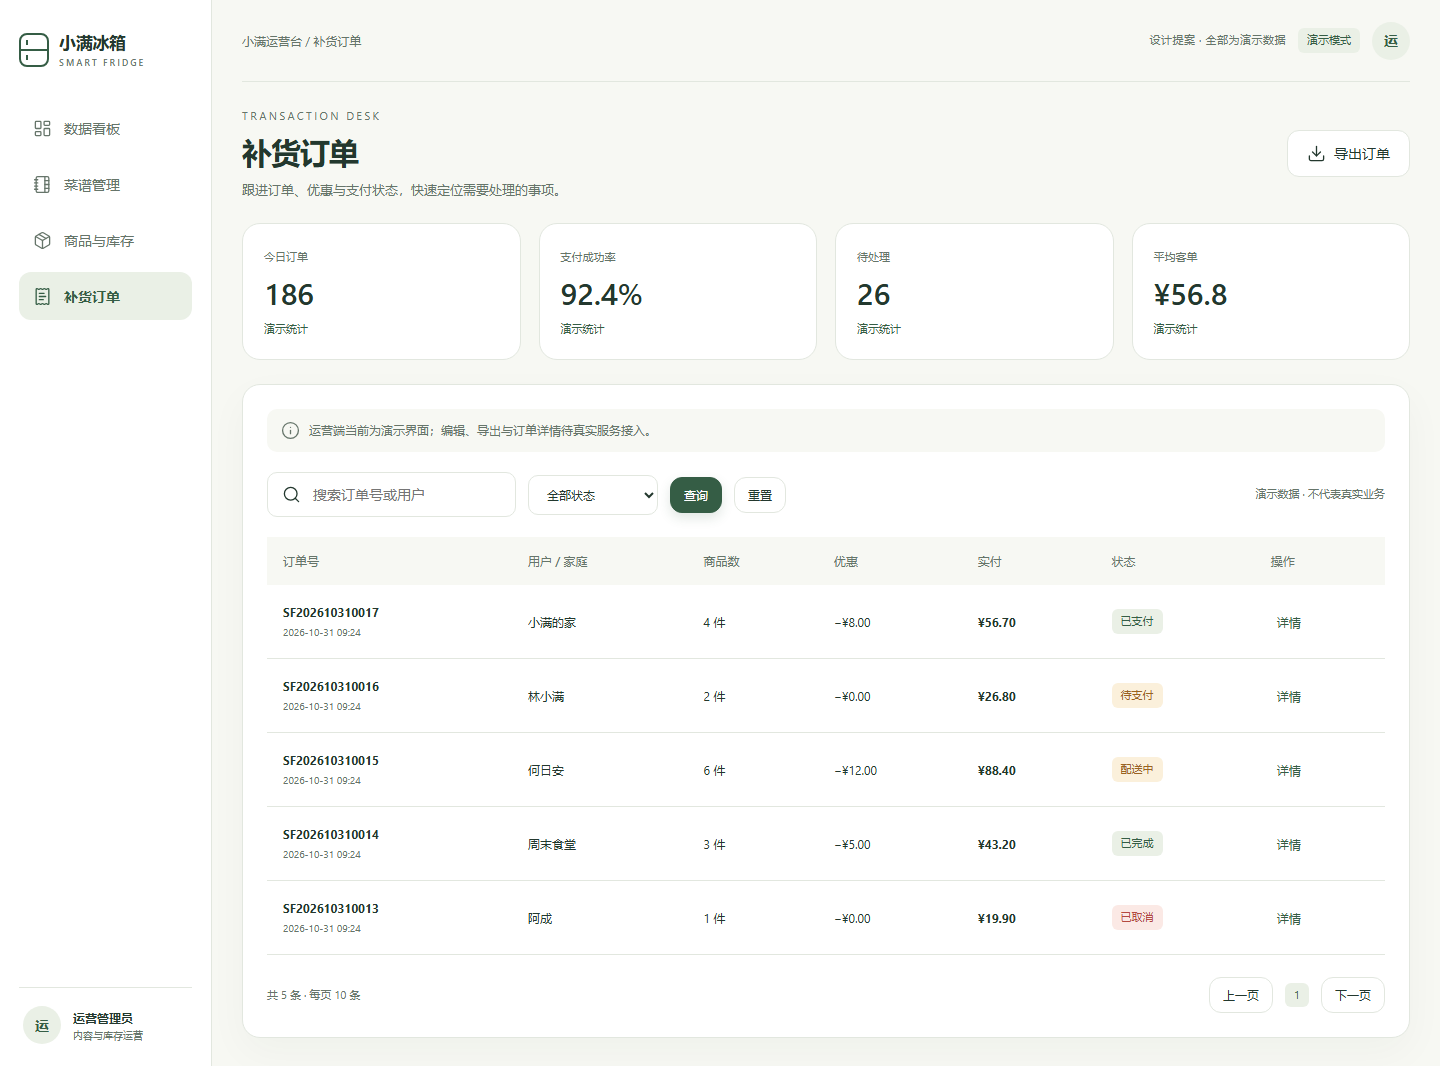 小满冰箱
SMART FRIDGE
数据看板
菜谱管理
商品与库存
补货订单
运
运营管理员
内容与库存运营
小满运营台 / 补货订单
设计提案 · 全部为演示数据
演示模式
运
TRANSACTION DESK
补货订单
跟进订单、优惠与支付状态，快速定位需要处理的事项。
导出订单
今日订单
186
演示统计
支付成功率
92.4%
演示统计
待处理
26
演示统计
平均客单
¥56.8
演示统计
运营端当前为演示界面；编辑、导出与订单详情待真实服务接入。
搜索订单号或用户
全部状态
查询
重置
演示数据 · 不代表真实业务
订单号 用户 / 家庭 商品数 优惠 实付 状态 操作
SF202610310017
2026-10-31 09:24
小满的家 4 件 −¥8.00 ¥56.70 已支付 详情
SF202610310016
2026-10-31 09:24
林小满 2 件 −¥0.00 ¥26.80 待支付 详情
SF202610310015
2026-10-31 09:24
何日安 6 件 −¥12.00 ¥88.40 配送中 详情
SF202610310014
2026-10-31 09:24
周末食堂 3 件 −¥5.00 ¥43.20 已完成 详情
SF202610310013
2026-10-31 09:24
阿成 1 件 −¥0.00 ¥19.90 已取消 详情
共 5 条 · 每页 10 条
上一页 1 下一页